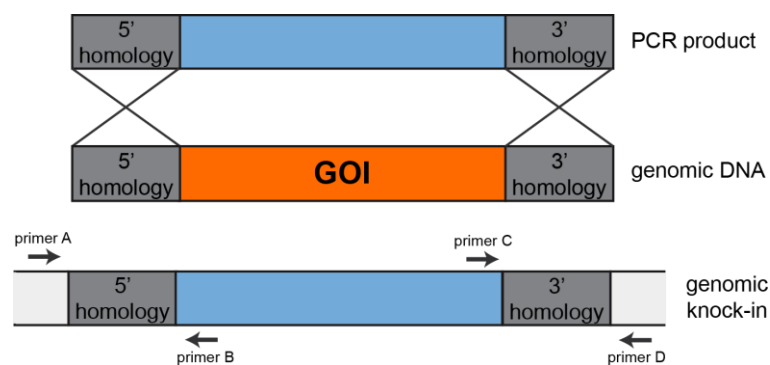 5’
homology
3’
homology
PCR product
5’
homology
GOI
3’
homology
genomic DNA
primer A
primer C
5’
homology
3’
homology
genomic
knock-in
primer B
primer D